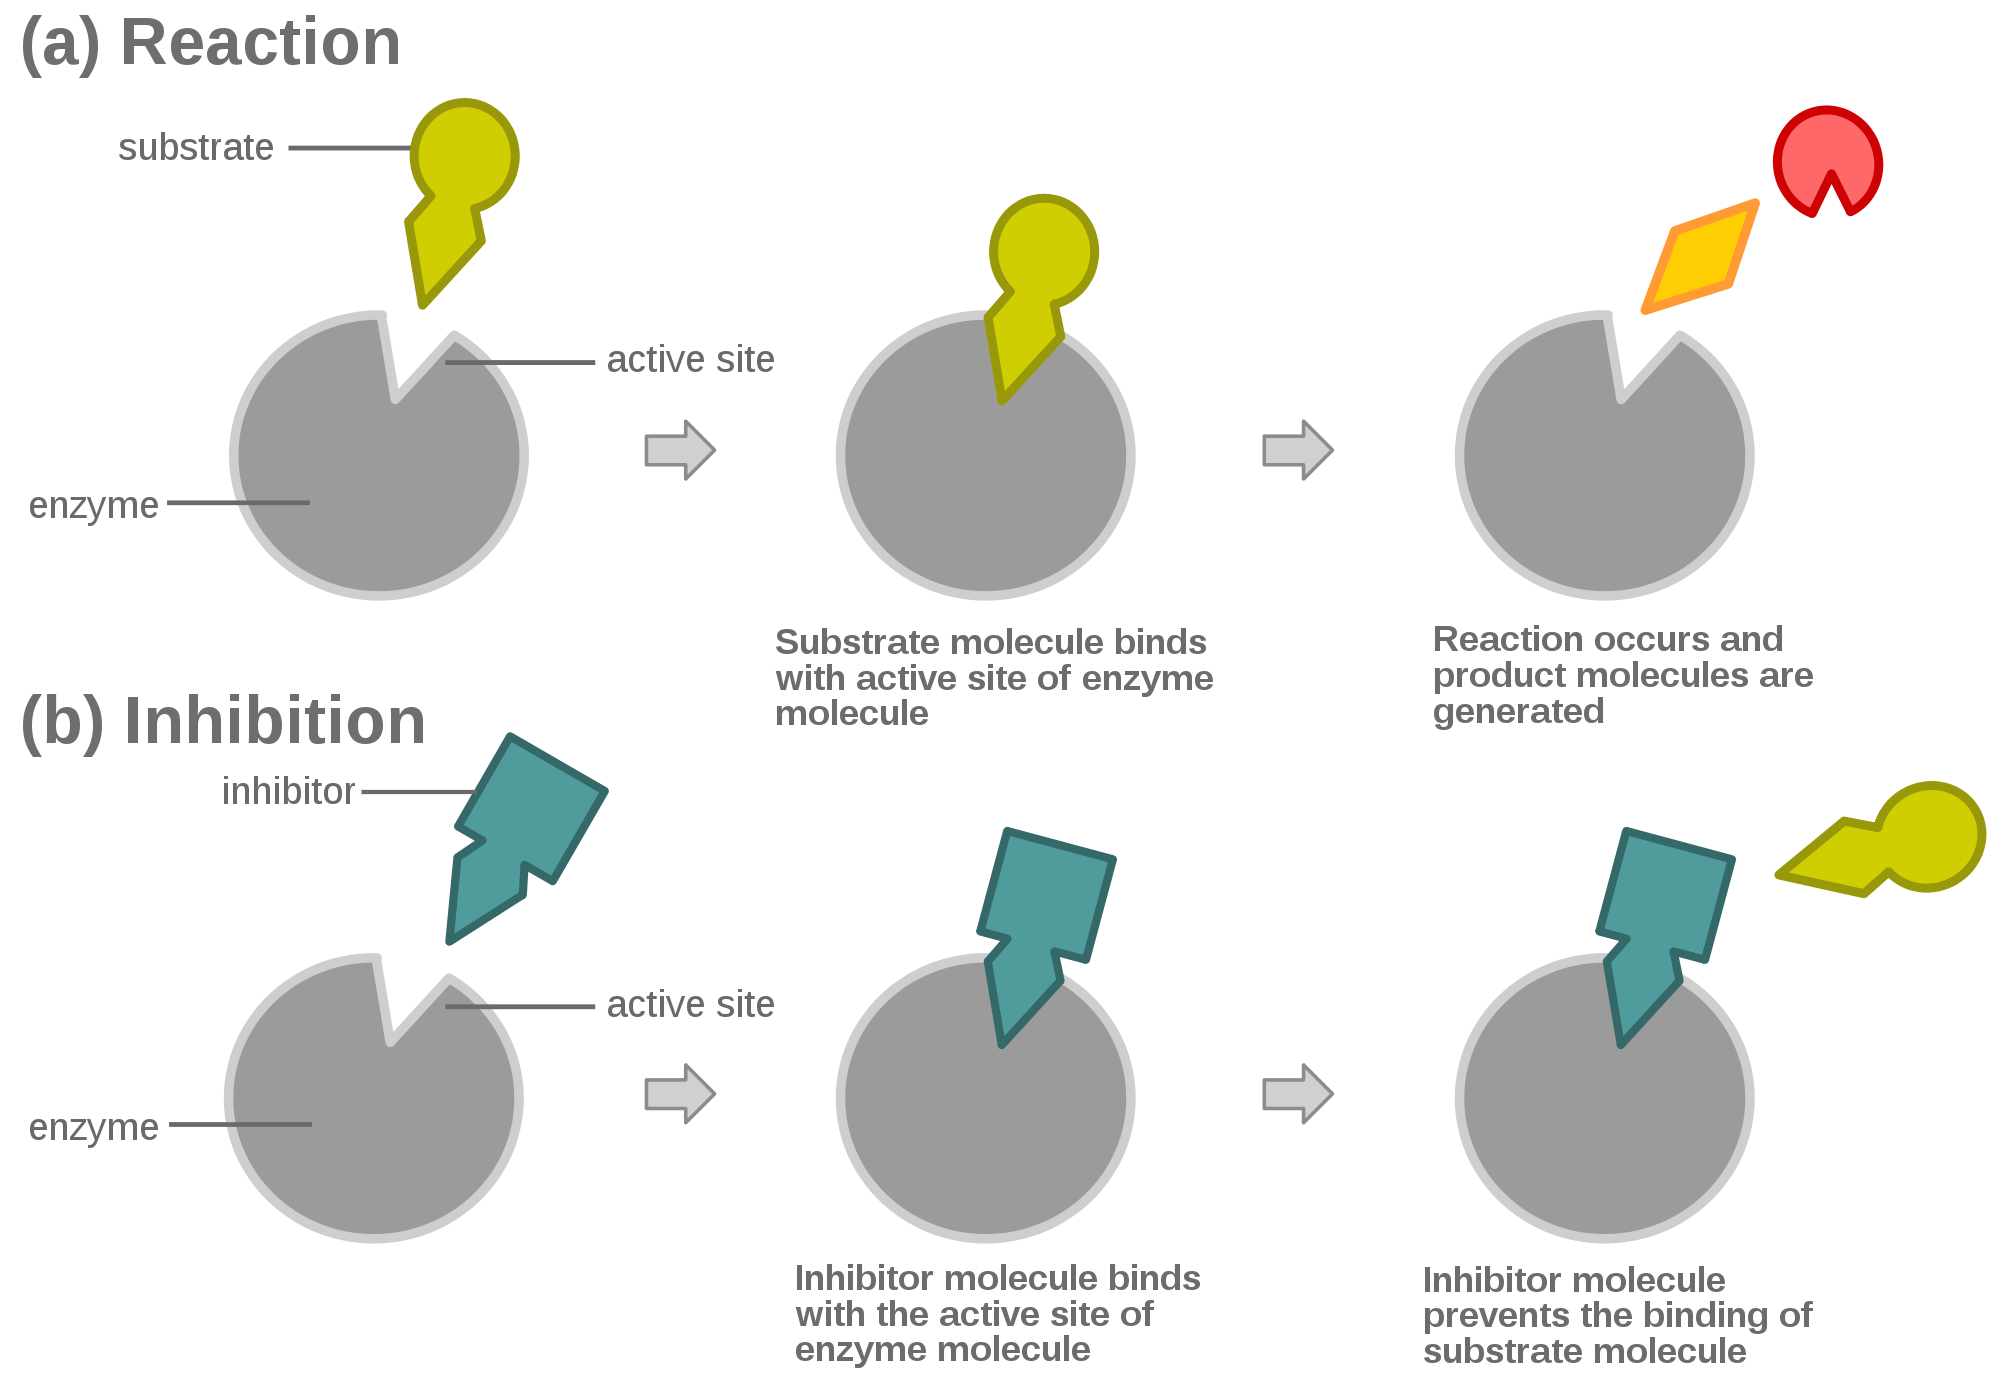 (a) Reaction
substrate
active site
enzyme
Substrate molecule binds
with active site of enzyme
molecule
Reaction occurs and
product molecules are
generated
(b) Inhibition
inhibitor
active site
enzyme
Inhibitor molecule binds
with the active site of
enzyme molecule
Inhibitor molecule
prevents the binding of
substrate molecule